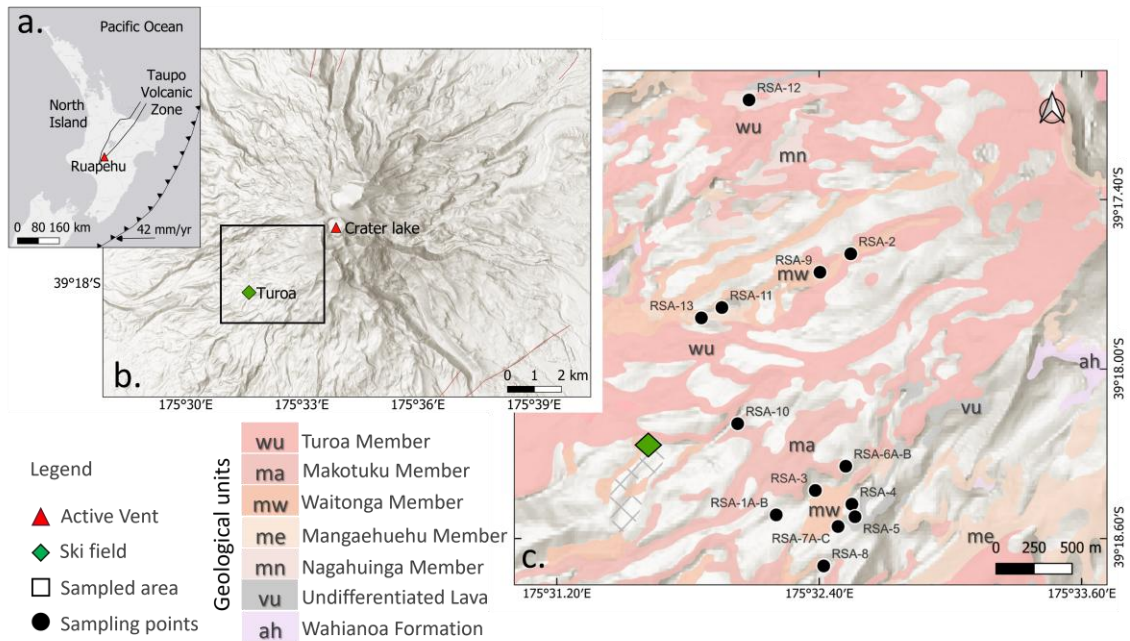 a.
Pacific Ocean
Taupo
Volcanic
Zone
North
Island
Ruapehu
0 80 160 km
42 mm/yr
39°18'S
Crater lake
Turoa
b.
0 1 2 km
175°30'E
175°33'E
175°36'E
175°39'E
RSA-12
wu
mn
39°17.40'S
RSA-2
RSA-9
mw
RSA-11
RSA-13
wu
39°18.00'S
ah
vu
RSA-10
ma
RSA-6A-B
RSA-3
RSA-4
RSA-1A-B
mw
RSA-5
RSA-7A-C
me
39°18.60'S
RSA-8
0 250 500 m
c.
175°31.20'E
175°32.40'E
175°33.60'E
Legend
Active Vent
Ski field
Sampled area
Sampling points
Geological units
wu Turoa Member
ma Makotuku Member
mw Waitonga Member
me Mangaehuehu Member
mn Nagahuinga Member
vu Undifferentiated Lava
ah Wahianoa Formation